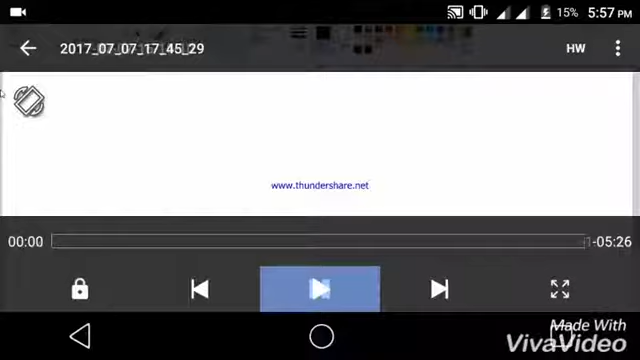 15% 5:57 PM
2017_07_07_17_45_29 HW
www.thundershare.net
00:00 -05:26
Made With
VivaVideo